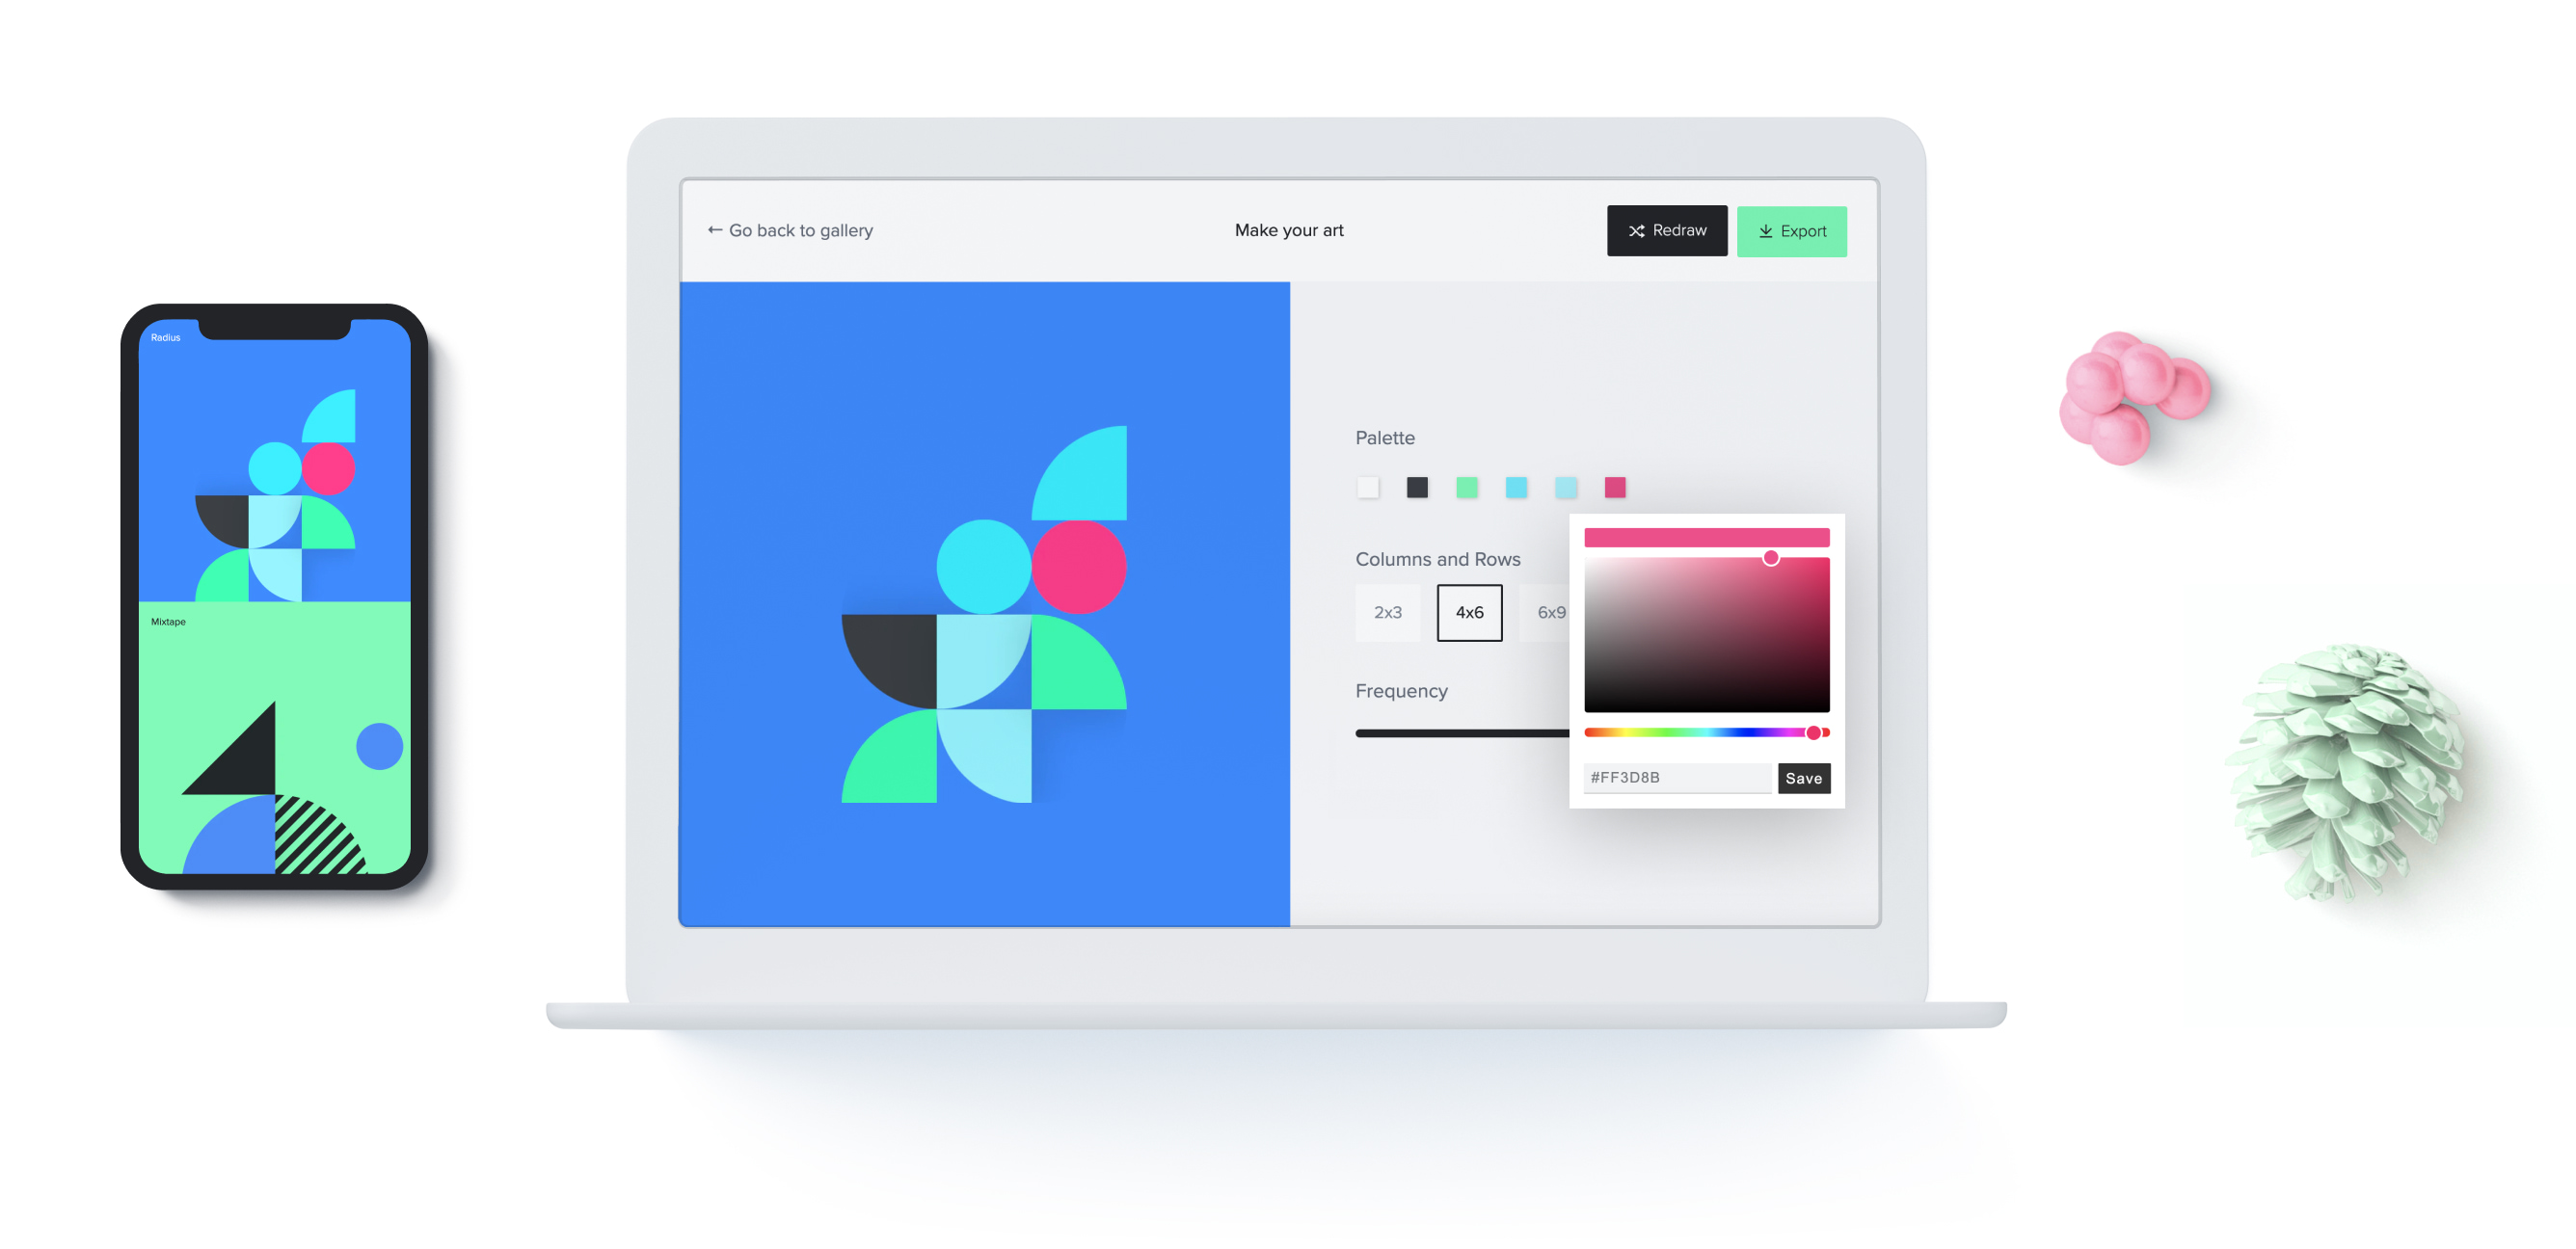 Radius
Mixtape
← Go back to gallery
Make your art
Redraw
Export
Palette
Columns and Rows
2x3
4x6
6x9
Frequency
#FF3D8B
Save